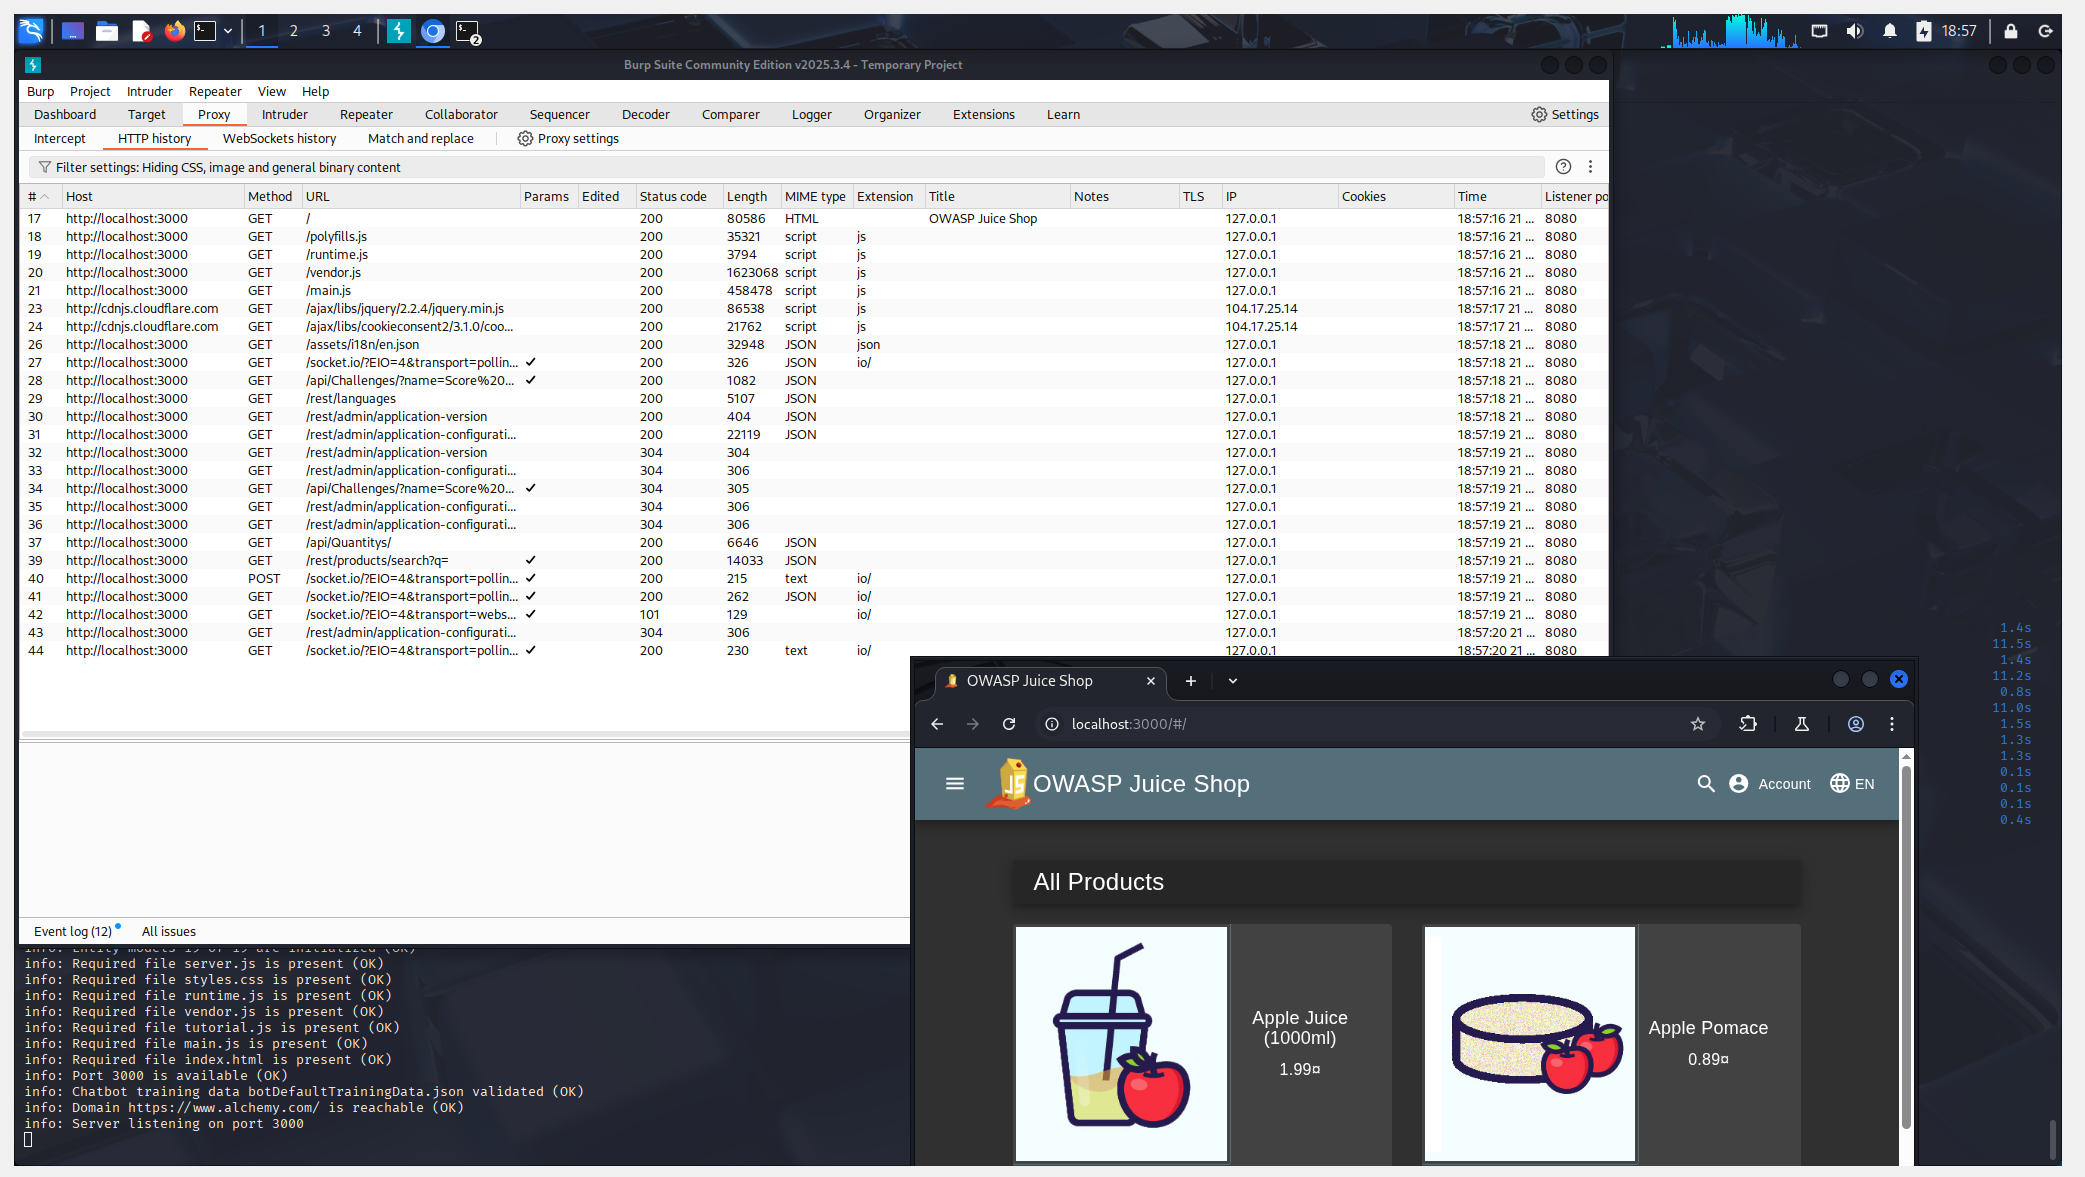 1 2 3 4 2 18:57
Burp Suite Community Edition v2025.3.4 - Temporary Project
Burp Project Intruder Repeater View Help
Dashboard Target Proxy Intruder Repeater Collaborator Sequencer Decoder Comparer Logger Organizer Extensions Learn Settings
Intercept HTTP history WebSockets history Match and replace Proxy settings
Filter settings: Hiding CSS, image and general binary content
# Host Method URL Params Edited Status code Length MIME type Extension Title Notes TLS IP Cookies Time Listener po
17 http://localhost:3000 GET / 200 80586 HTML OWASP Juice Shop 127.0.0.1 18:57:16 21 ... 8080
18 http://localhost:3000 GET /polyfills.js 200 35321 script js 127.0.0.1 18:57:16 21 ... 8080
19 http://localhost:3000 GET /runtime.js 200 3794 script js 127.0.0.1 18:57:16 21 ... 8080
20 http://localhost:3000 GET /vendor.js 200 1623068 script js 127.0.0.1 18:57:16 21 ... 8080
21 http://localhost:3000 GET /main.js 200 458478 script js 127.0.0.1 18:57:16 21 ... 8080
23 http://cdnjs.cloudflare.com GET /ajax/libs/jquery/2.2.4/jquery.min.js 200 86538 script js 104.17.25.14 18:57:17 21 ... 8080
24 http://cdnjs.cloudflare.com GET /ajax/libs/cookieconsent2/3.1.0/coo... 200 21762 script js 104.17.25.14 18:57:17 21 ... 8080
26 http://localhost:3000 GET /assets/i18n/en.json 200 32948 JSON json 127.0.0.1 18:57:18 21 ... 8080
27 http://localhost:3000 GET /socket.io/?EIO=4&transport=pollin... ✓ 200 326 JSON io/ 127.0.0.1 18:57:18 21 ... 8080
28 http://localhost:3000 GET /api/Challenges/?name=Score%20... ✓ 200 1082 JSON 127.0.0.1 18:57:18 21 ... 8080
29 http://localhost:3000 GET /rest/languages 200 5107 JSON 127.0.0.1 18:57:18 21 ... 8080
30 http://localhost:3000 GET /rest/admin/application-version 200 404 JSON 127.0.0.1 18:57:18 21 ... 8080
31 http://localhost:3000 GET /rest/admin/application-configurati... 200 22119 JSON 127.0.0.1 18:57:19 21 ... 8080
32 http://localhost:3000 GET /rest/admin/application-version 304 304 127.0.0.1 18:57:19 21 ... 8080
33 http://localhost:3000 GET /rest/admin/application-configurati... 304 306 127.0.0.1 18:57:19 21 ... 8080
34 http://localhost:3000 GET /api/Challenges/?name=Score%20... ✓ 304 305 127.0.0.1 18:57:19 21 ... 8080
35 http://localhost:3000 GET /rest/admin/application-configurati... 304 306 127.0.0.1 18:57:19 21 ... 8080
36 http://localhost:3000 GET /rest/admin/application-configurati... 304 306 127.0.0.1 18:57:19 21 ... 8080
37 http://localhost:3000 GET /api/Quantitys/ 200 6646 JSON 127.0.0.1 18:57:19 21 ... 8080
39 http://localhost:3000 GET /rest/products/search?q= ✓ 200 14033 JSON 127.0.0.1 18:57:19 21 ... 8080
40 http://localhost:3000 POST /socket.io/?EIO=4&transport=pollin... ✓ 200 215 text io/ 127.0.0.1 18:57:19 21 ... 8080
41 http://localhost:3000 GET /socket.io/?EIO=4&transport=pollin... ✓ 200 262 JSON io/ 127.0.0.1 18:57:19 21 ... 8080
42 http://localhost:3000 GET /socket.io/?EIO=4&transport=webs... ✓ 101 129 io/ 127.0.0.1 18:57:19 21 ... 8080
43 http://localhost:3000 GET /rest/admin/application-configurati... 304 306 127.0.0.1 18:57:20 21 ... 8080
44 http://localhost:3000 GET /socket.io/?EIO=4&transport=pollin... ✓ 200 230 text io/ 127.0.0.1 18:57:20 21 ... 8080
Event log (12) All issues
info: Entity models 19 of 19 are initialized (OK)
info: Required file server.js is present (OK)
info: Required file styles.css is present (OK)
info: Required file runtime.js is present (OK)
info: Required file vendor.js is present (OK)
info: Required file tutorial.js is present (OK)
info: Required file main.js is present (OK)
info: Required file index.html is present (OK)
info: Port 3000 is available (OK)
info: Chatbot training data botDefaultTrainingData.json validated (OK)
info: Domain https://www.alchemy.com/ is reachable (OK)
info: Server listening on port 3000
OWASP Juice Shop
localhost:3000/#/
JS OWASP Juice Shop Account EN
All Products
Apple Juice
(1000ml)
1.99¤
Apple Pomace
0.89¤
1.4s
11.5s
1.4s
11.2s
0.8s
11.0s
1.5s
1.3s
1.3s
0.1s
0.1s
0.1s
0.4s